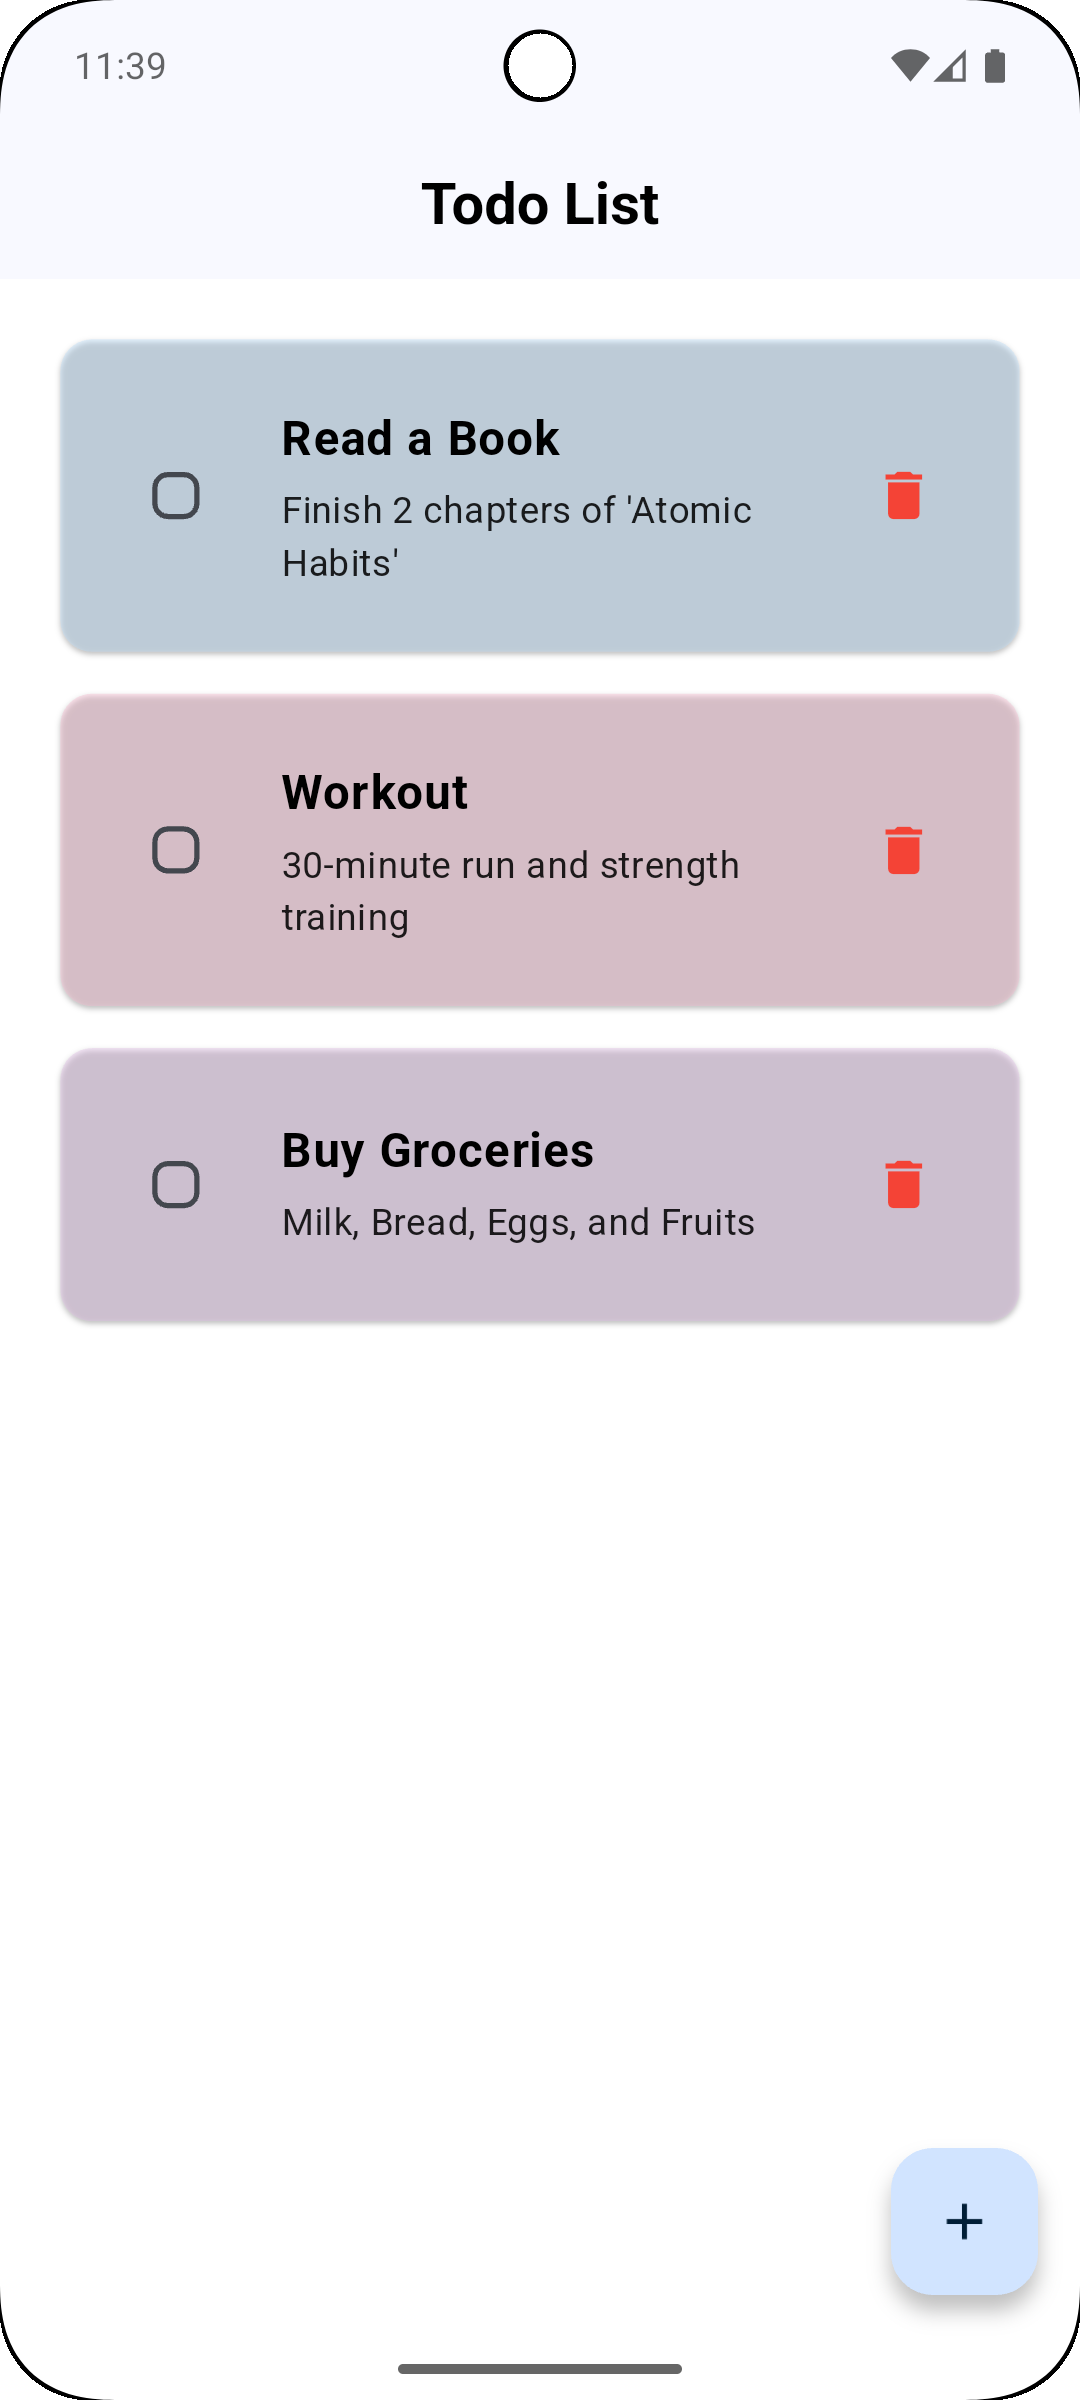 11:39
Todo List
Read a Book
Finish 2 chapters of 'Atomic
Habits'
Workout
30-minute run and strength
training
Buy Groceries
Milk, Bread, Eggs, and Fruits